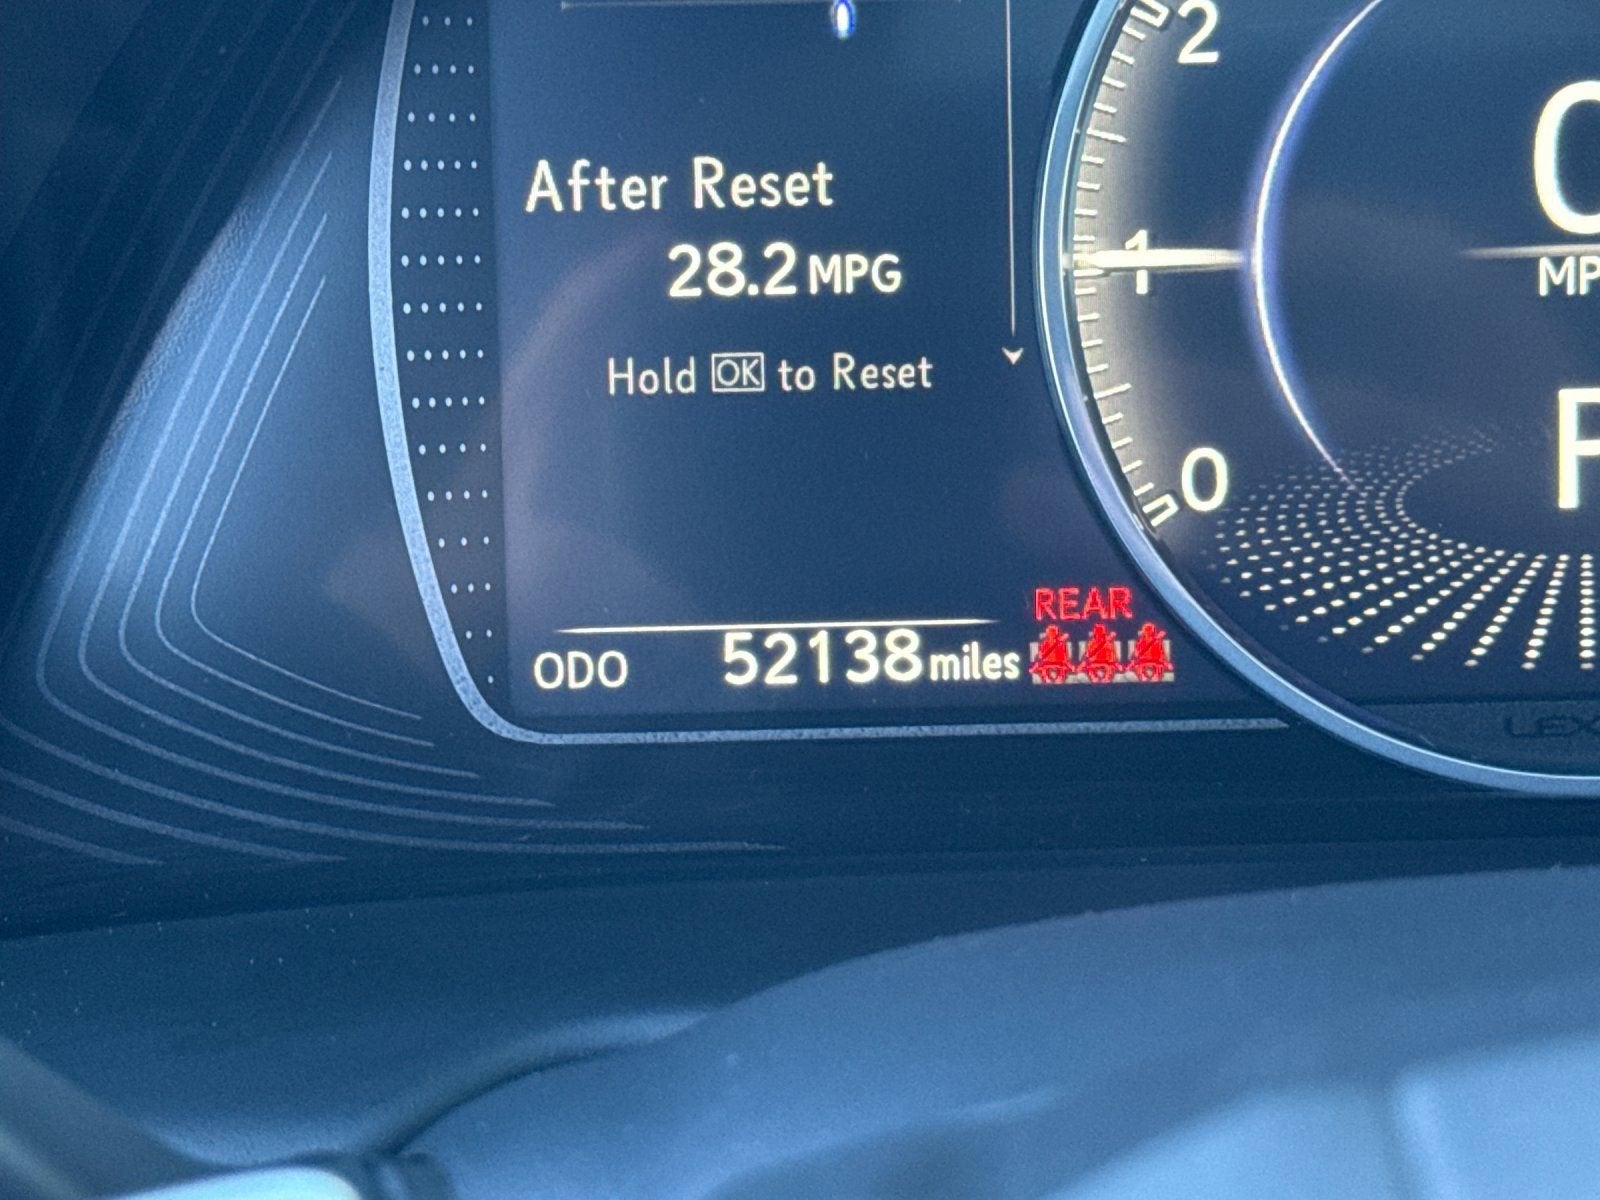 After Reset
28.2 MPG
Hold OK to Reset
ODO 52138 miles
REAR
2
1
0